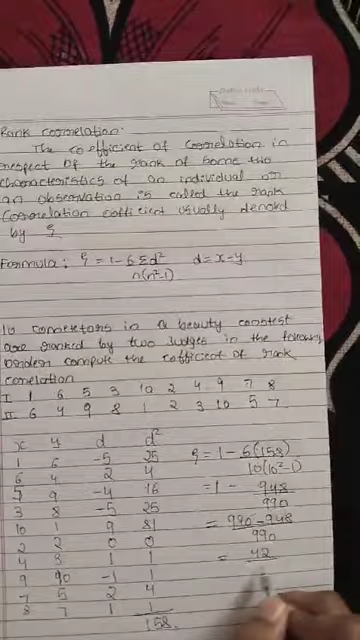 Rank correlation:
The coefficient of correlation in
respect of the rank of some two
characteristics of an individual or
an observation is called the rank
Correlation cofficient usually denoted
by ς
Formula: ς = 1 - 6Σd² d = x-y
n(n²-1)
10 cometetors in a beauty contest
are ranked by two Judges in the following
compute the cofficient of rank
correlation
I 1 6 5 3 10 2 4 9 7 8
II 6 4 9 8 1 2 3 10 5 7
x y d d²
1 6 -5 25
6 4 2 4
5 9 -4 16
3 8 -5 25
10 1 9 81
2 2 0 0
4 3 1 1
9 90 -1 1
7 5 2 4
8 7 1 1
158
ς = 1 - 6(158)
10(10²-1)
= 1 - 948
990
= 990-948
990
= 42